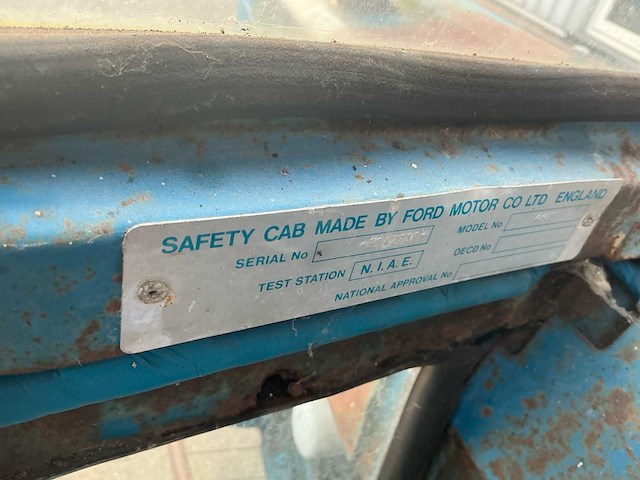 SAFETY CAB MADE BY FORD MOTOR CO LTD ENGLAND
SERIAL No MODEL No
TEST STATION N.I.A.E. OECD No
NATIONAL APPROVAL No